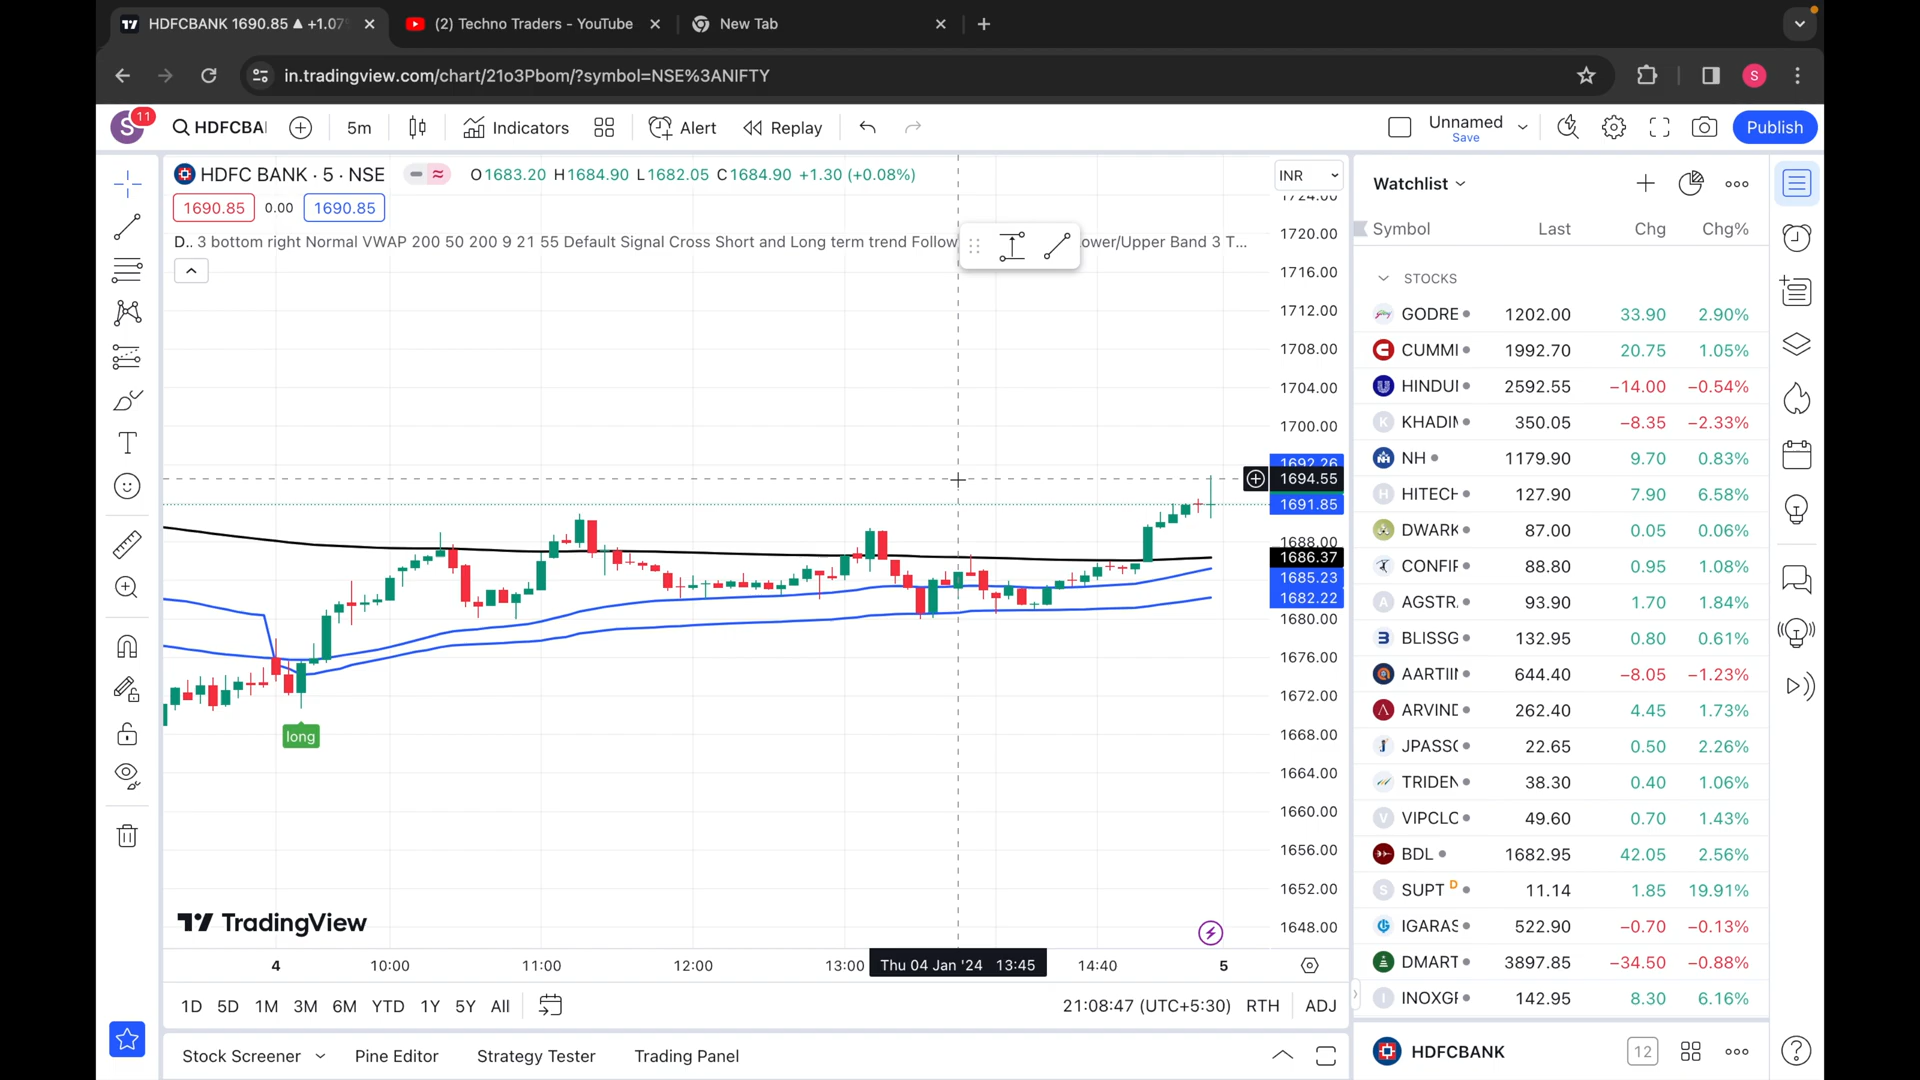 HDFCBANK 1690.85 ▲ +1.07%
(2) Techno Traders - YouTube
New Tab
in.tradingview.com/chart/21o3Pbom/?symbol=NSE%3ANIFTY
S
S 11
HDFCBAI
5m
Indicators
Alert
Replay
Unnamed
Save
Publish
HDFC BANK · 5 · NSE
O1683.20 H1684.90 L1682.05 C1684.90 +1.30 (+0.08%)
INR
1690.85 0.00 1690.85
D.. 3 bottom right Normal VWAP 200 50 200 9 21 55 Default Signal Cross Short and Long term trend Follow ower/Upper Band 3 T...
1724.00
1720.00
1716.00
1712.00
1708.00
1704.00
1700.00
1692.26
1694.55
1691.85
1688.00
1686.37
1685.23
1682.22
1680.00
1676.00
1672.00
1668.00
1664.00
1660.00
1656.00
1652.00
1648.00
long
TradingView
4 10:00 11:00 12:00 13:00 Thu 04 Jan '24 13:45 14:40 5
1D 5D 1M 3M 6M YTD 1Y 5Y All
21:08:47 (UTC+5:30) RTH ADJ
Stock Screener Pine Editor Strategy Tester Trading Panel
Watchlist
Symbol Last Chg Chg%
STOCKS
GODRE 1202.00 33.90 2.90%
CUMMI 1992.70 20.75 1.05%
HINDUI 2592.55 −14.00 −0.54%
KHADIM 350.05 −8.35 −2.33%
NH 1179.90 9.70 0.83%
HITECH 127.90 7.90 6.58%
DWARK 87.00 0.05 0.06%
CONFIF 88.80 0.95 1.08%
AGSTR. 93.90 1.70 1.84%
BLISSG 132.95 0.80 0.61%
AARTIIN 644.40 −8.05 −1.23%
ARVIND 262.40 4.45 1.73%
JPASSO 22.65 0.50 2.26%
TRIDEN 38.30 0.40 1.06%
VIPCLO 49.60 0.70 1.43%
BDL 1682.95 42.05 2.56%
SUPT D 11.14 1.85 19.91%
IGARAS 522.90 −0.70 −0.13%
DMART 3897.85 −34.50 −0.88%
INOXGR 142.95 8.30 6.16%
HDFCBANK 12